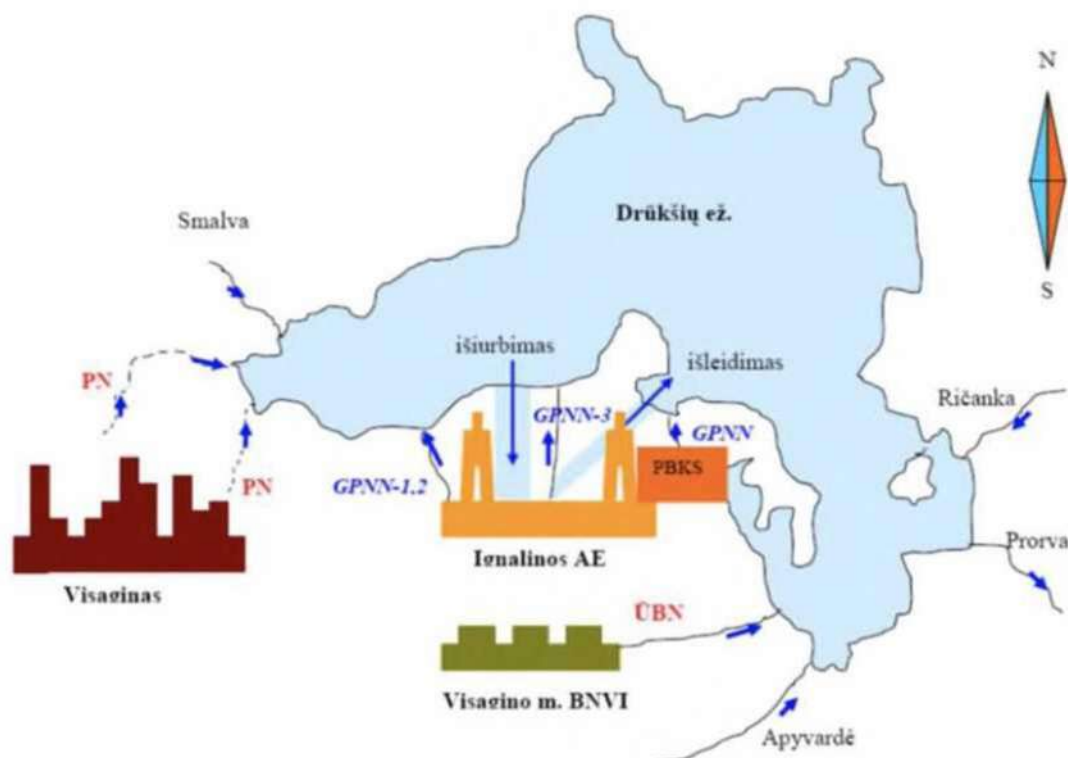 N
Smalva
Drūkšių ež.
S
išiurbimas
išleidimas
PN
Ričanka
GPNN-3
GPNN
PBKS
PN
GPNN-1,2
Prorva
Ignalinos AE
Visaginas
ŪBN
Visagino m. BNVI
Apyvardė